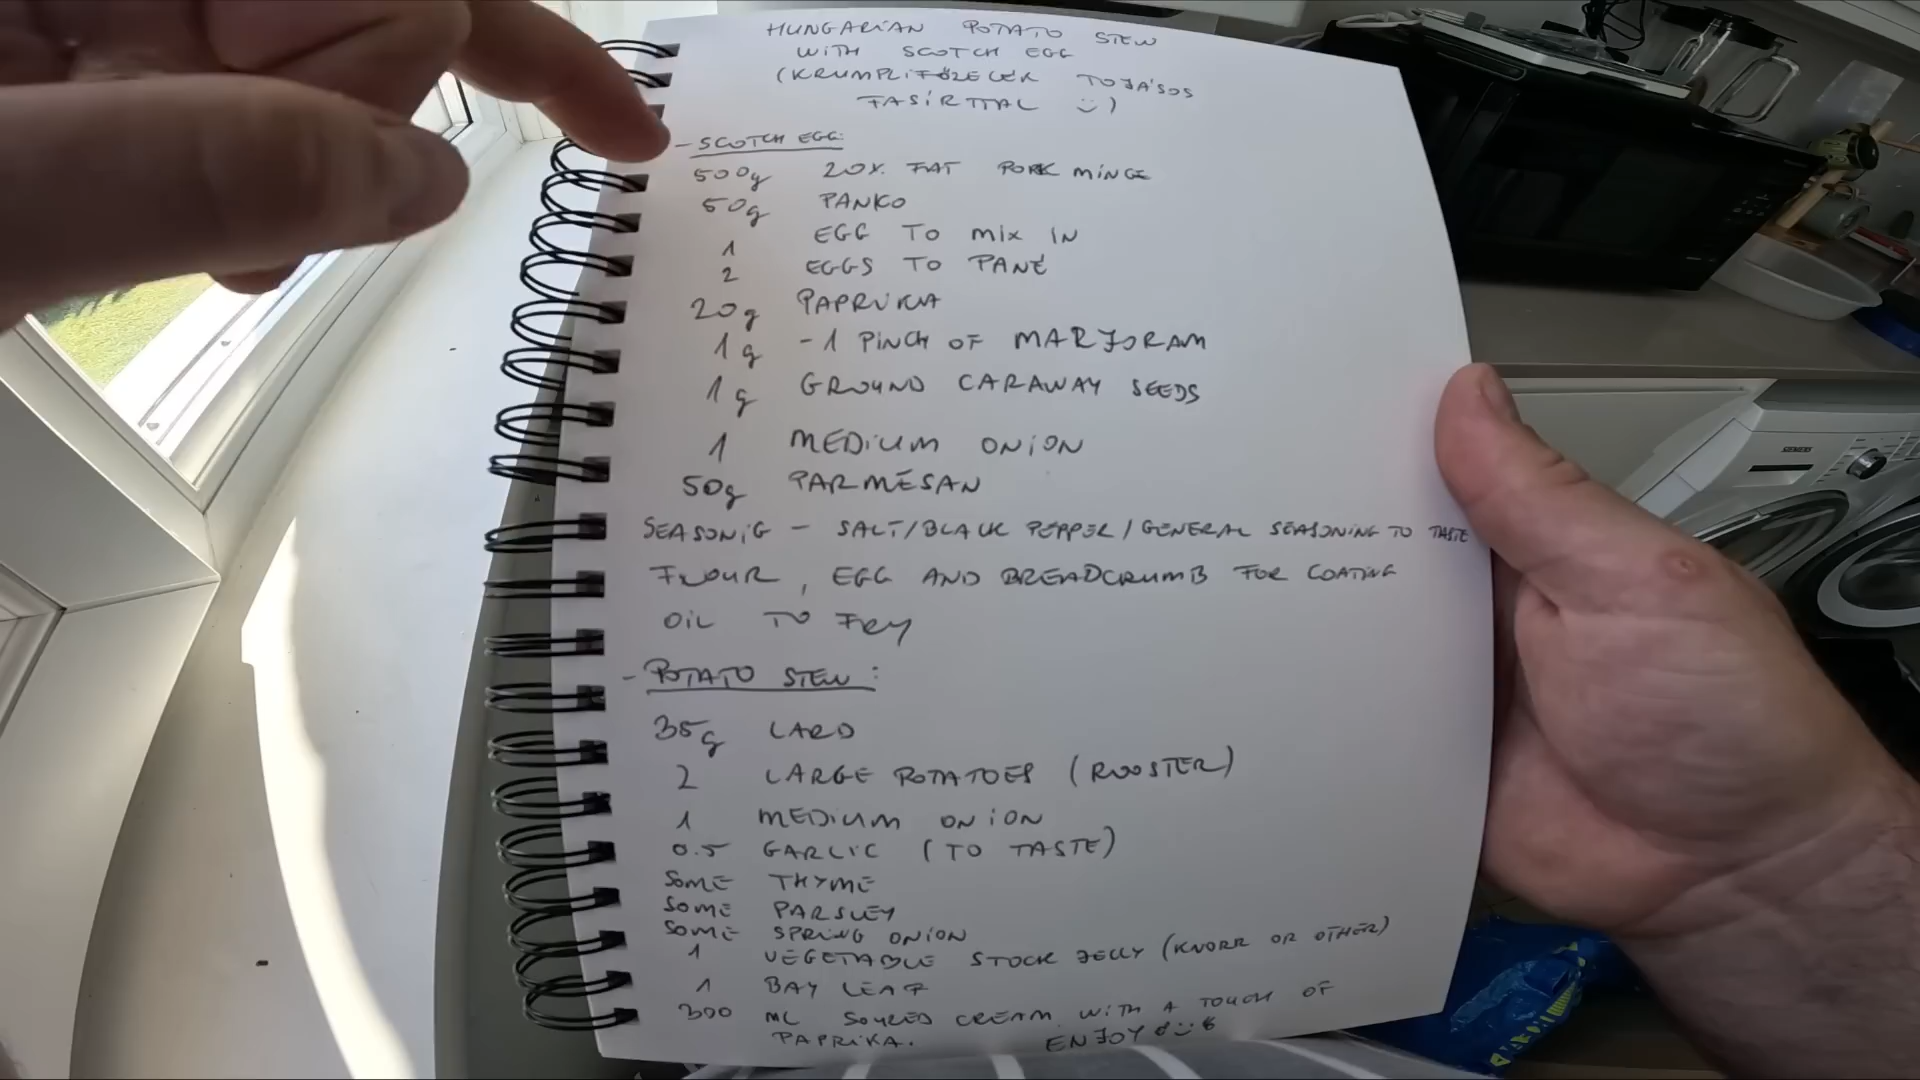 HUNGARIAN POTATO STEW
WITH SCOTCH EGG
(KRUMPLIFŐZELÉK TOJÁSOS
FASÍRTTAL :)
- SCOTCH EGG:
500g 20% FAT PORK MINCE
50g PANKO
1 EGG TO MIX IN
2 EGGS TO PANÉ
20g PAPRIKA
1g -1 PINCH OF MARJORAM
1g GROUND CARAWAY SEEDS
1 MEDIUM ONION
50g PARMESAN
SEASONIG - SALT/BLACK PEPPER/GENERAL SEASONING TO TASTE
FLOUR, EGG AND BREADCRUMB FOR COATING
OIL TO FRY
- POTATO STEW:
35g LARD
2 LARGE POTATOES (ROOSTER)
1 MEDIUM ONION
0.5 GARLIC (TO TASTE)
SOME THYME
SOME PARSLEY
SOME SPRING ONION
1 VEGETABLE STOCK JELLY (KNORR OR OTHER)
1 BAY LEAF
300 ML SOURED CREAM WITH A TOUCH OF
PAPRIKA. ENJOY
SIEMENS